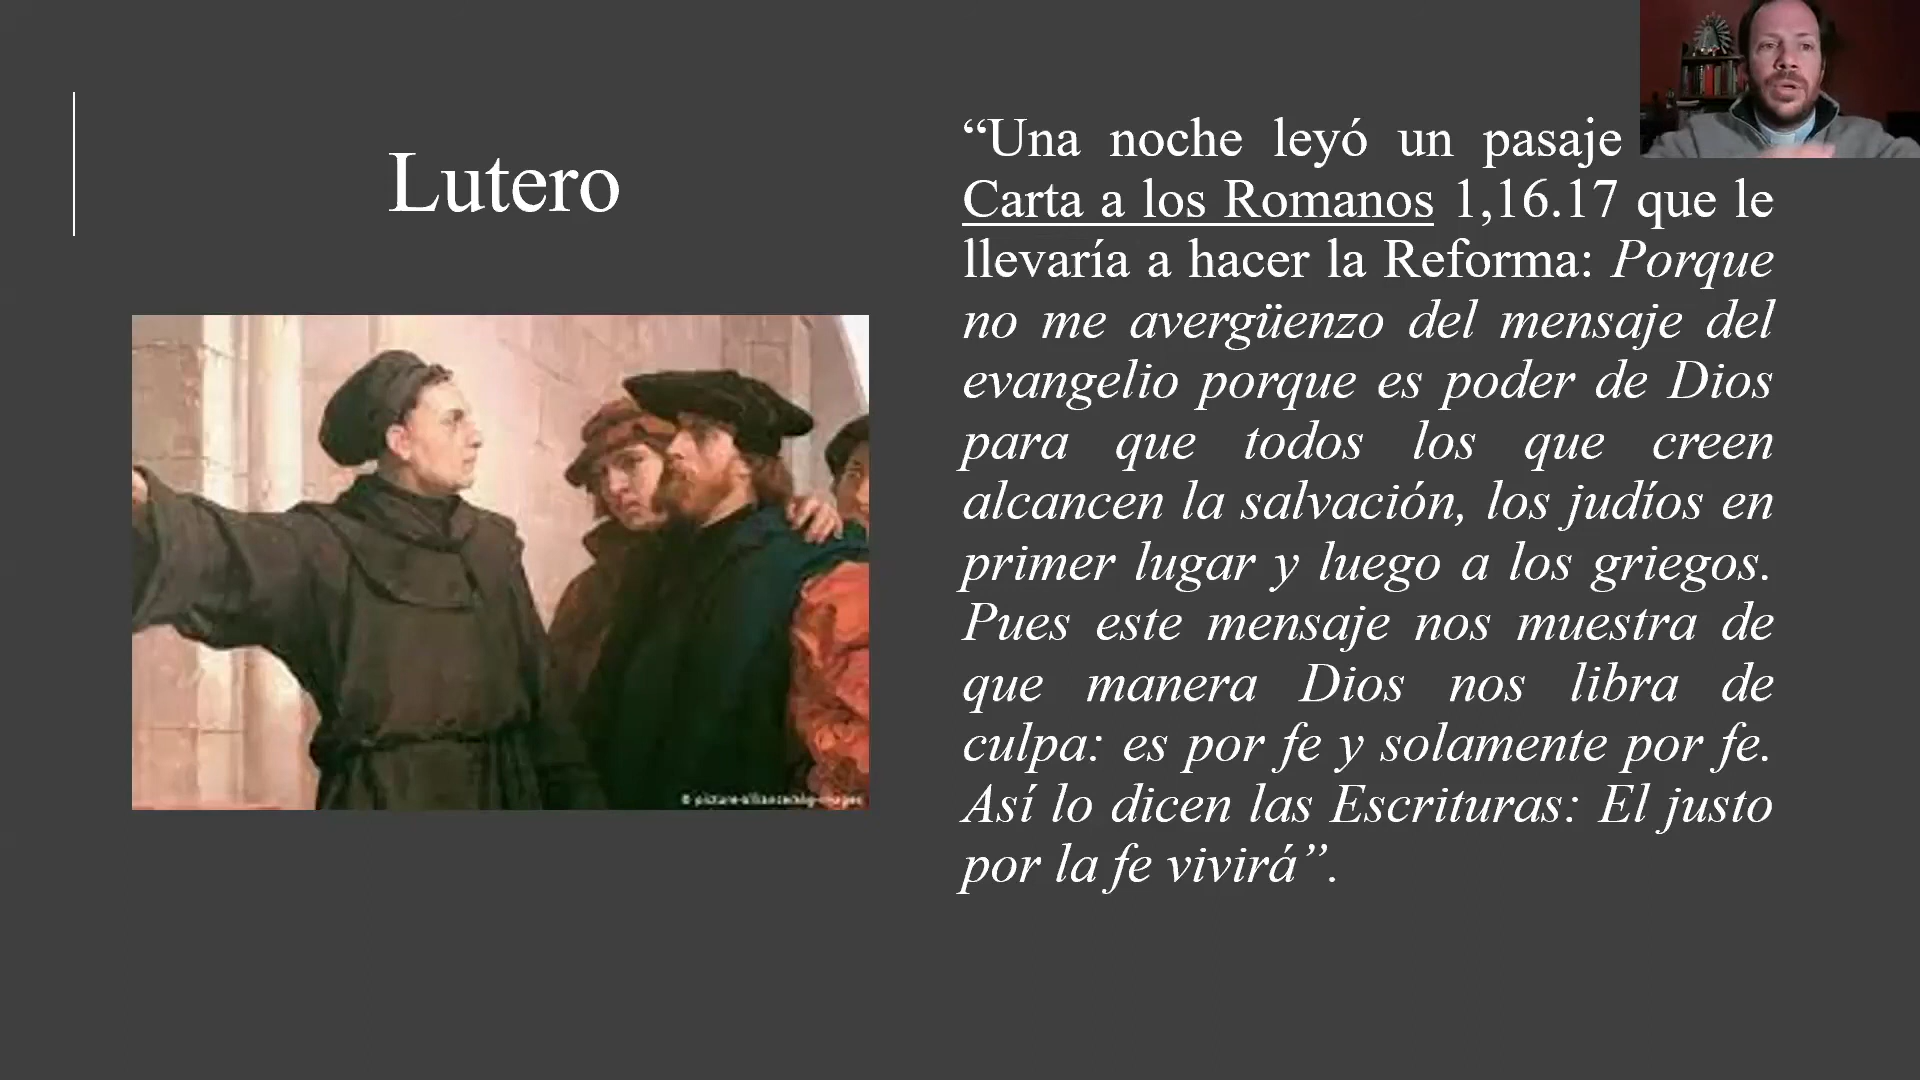 Lutero
“Una noche leyó un pasaje
Carta a los Romanos 1,16.17 que le
llevaría a hacer la Reforma: Porque
no me avergüenzo del mensaje del
evangelio porque es poder de Dios
para que todos los que creen
alcancen la salvación, los judíos en
primer lugar y luego a los griegos.
Pues este mensaje nos muestra de
que manera Dios nos libra de
culpa: es por fe y solamente por fe.
Así lo dicen las Escrituras: El justo
por la fe vivirá”.